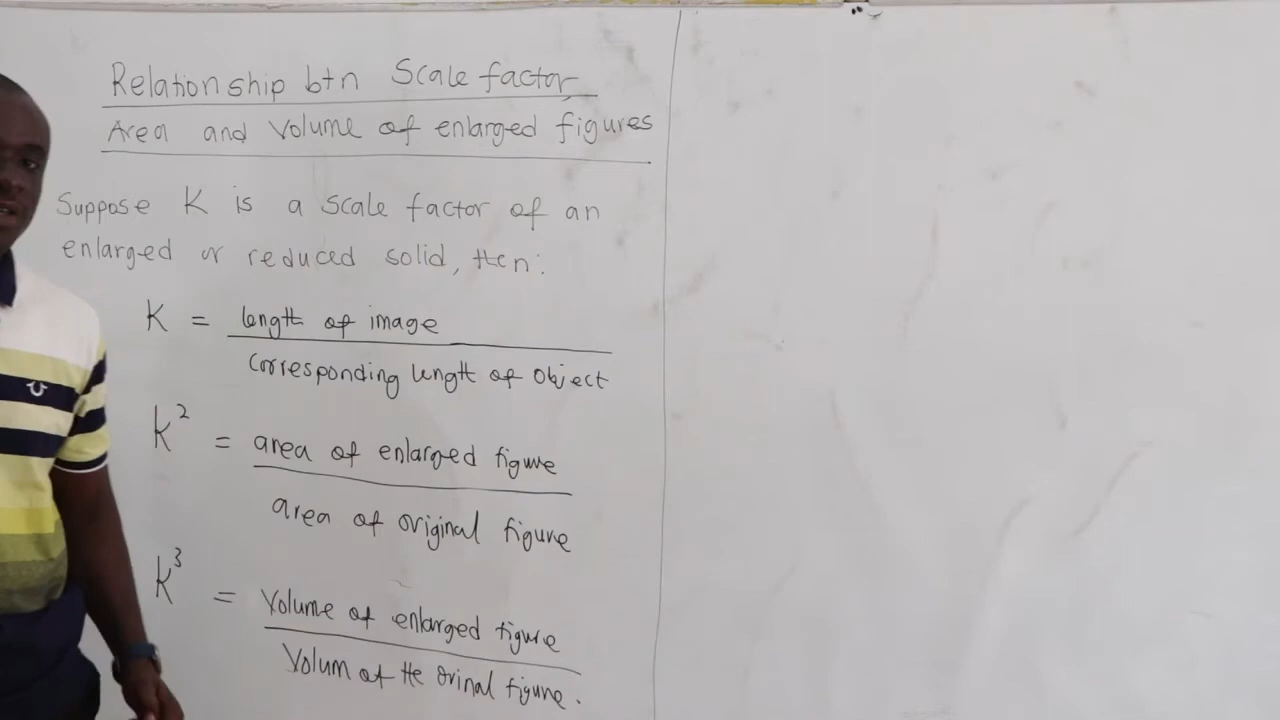 Relationship btn Scale factor
Area and Volume of enlarged figures
Suppose K is a scale factor of an
enlarged or reduced solid, then:
K = length of image
corresponding length of object
K² = area of enlarged figure
area of original figure
K³ = Volume of enlarged figure
Volum of the orinal figure.